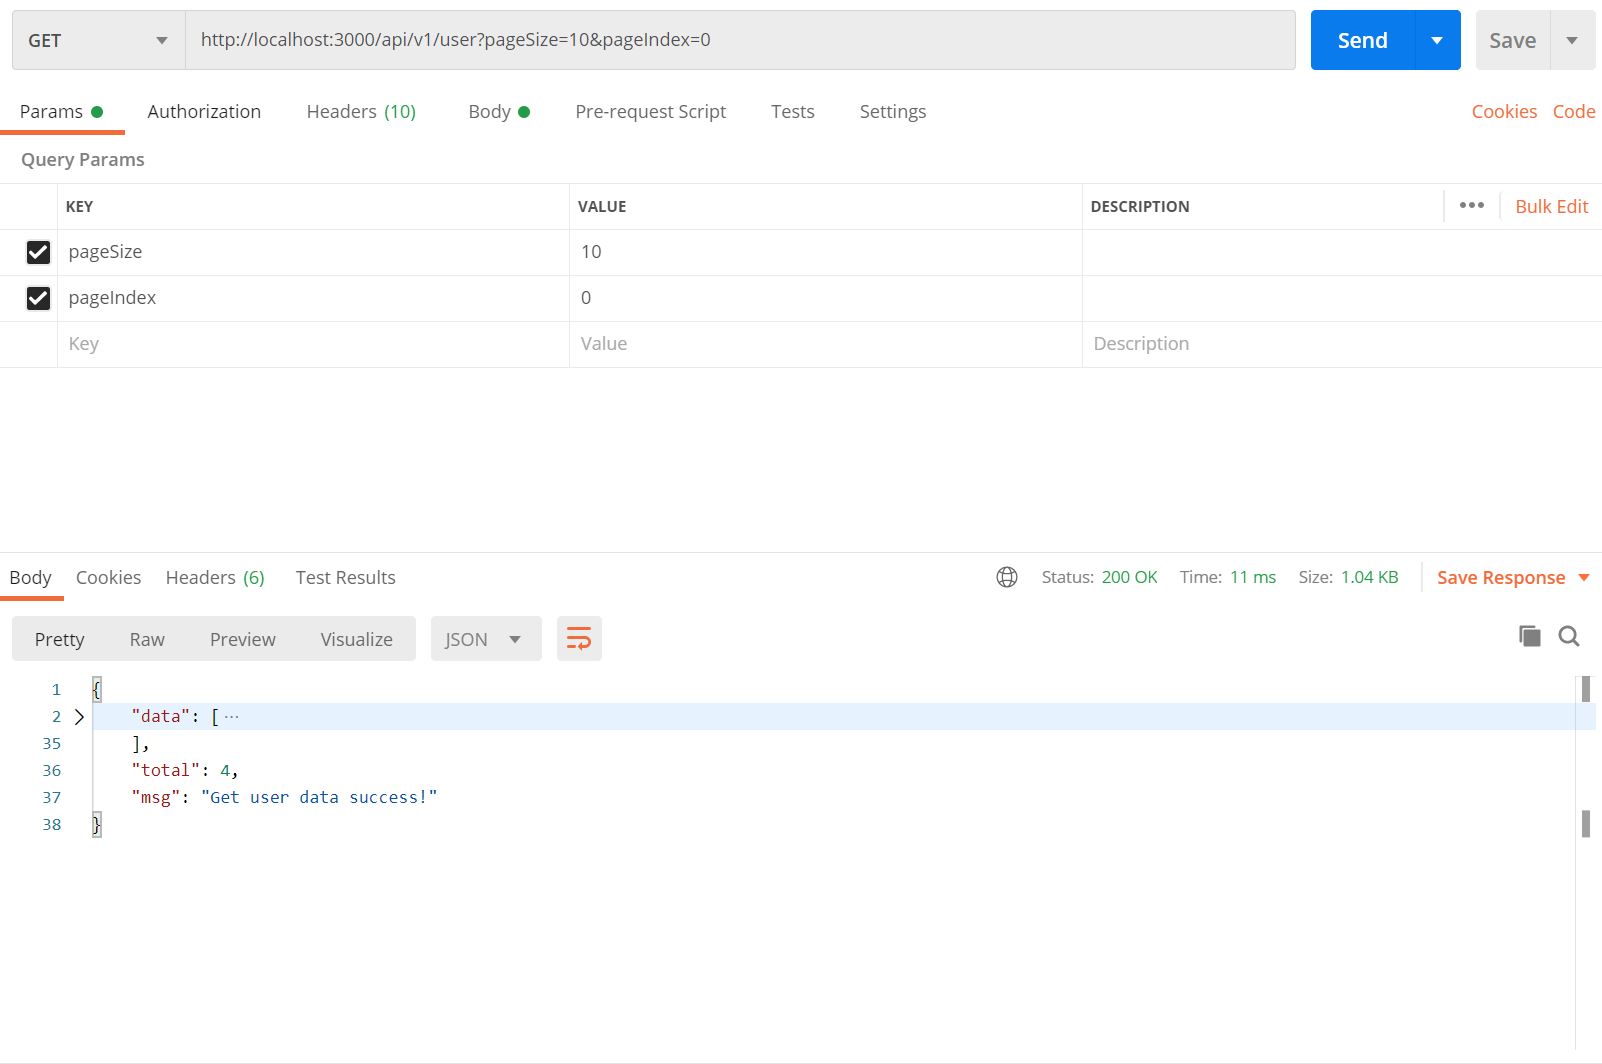 GET http://localhost:3000/api/v1/user?pageSize=10&pageIndex=0 Send Save
Params Authorization Headers (10) Body Pre-request Script Tests Settings Cookies Code
Query Params
KEY VALUE DESCRIPTION ••• Bulk Edit
pageSize 10
pageIndex 0
Key Value Description
Body Cookies Headers (6) Test Results Status: 200 OK Time: 11 ms Size: 1.04 KB Save Response
Pretty Raw Preview Visualize JSON
1 {
2 "data": [ ···
35 ],
36 "total": 4,
37 "msg": "Get user data success!"
38 }